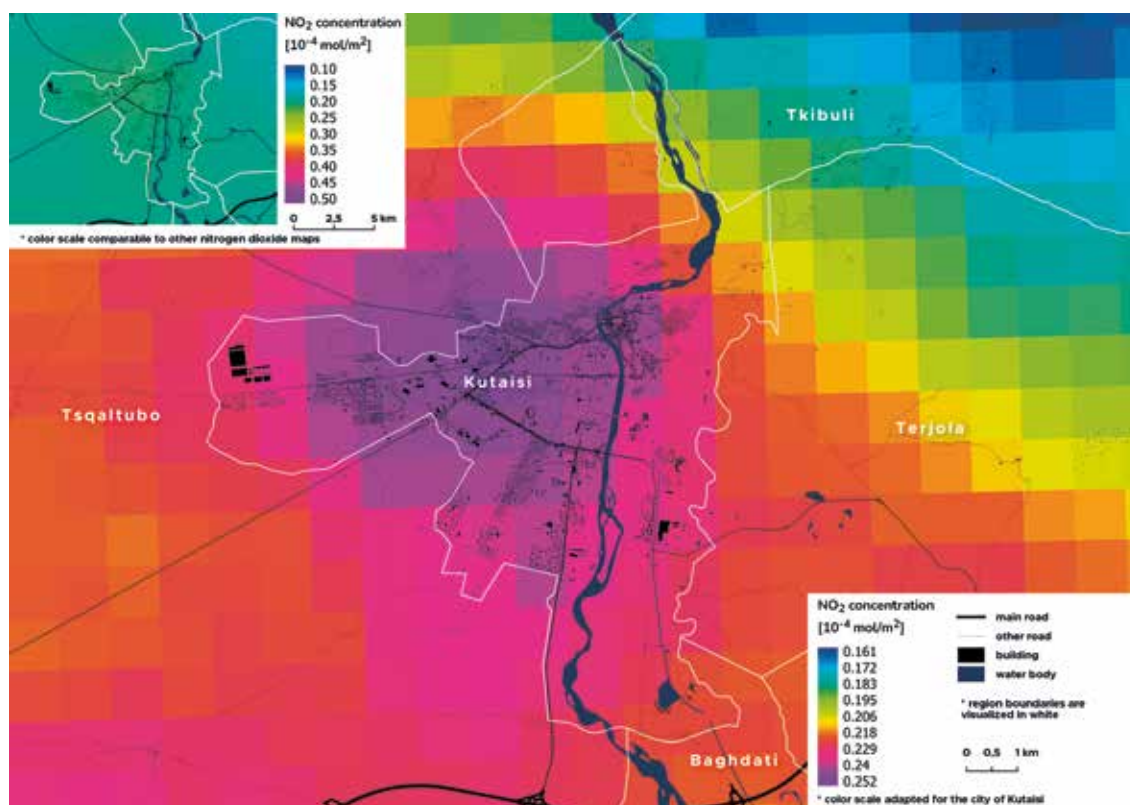 NO₂ concentration
[10⁻⁴ mol/m²]
0.10
0.15
0.20
0.25
0.30
0.35
0.40
0.45
0.50
0 2,5 5 km
* color scale comparable to other nitrogen dioxide maps
Tkibuli
Kutaisi
Tsqaltubo
Terjola
Baghdati
NO₂ concentration
[10⁻⁴ mol/m²]
0.161
0.172
0.183
0.195
0.206
0.218
0.229
0.24
0.252
main road
other road
building
water body
* region boundaries are
visualized in white
0 0,5 1 km
* color scale adapted for the city of Kutaisi